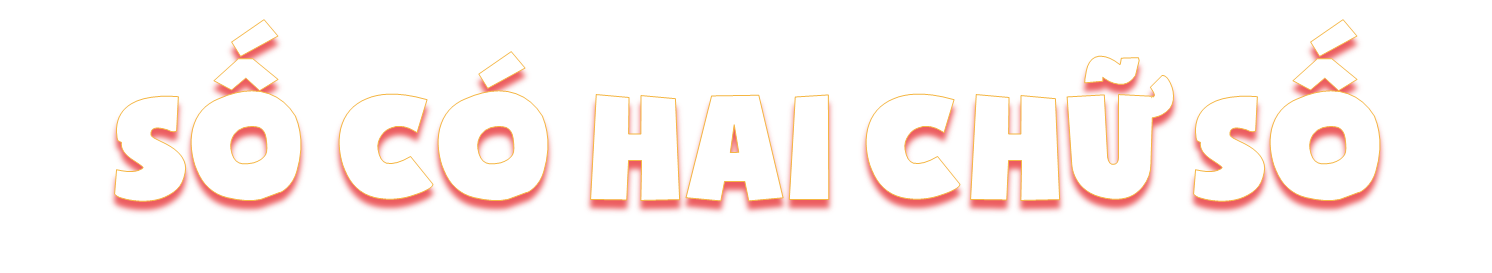 SỐ CÓ HAI CHỮ SỐ